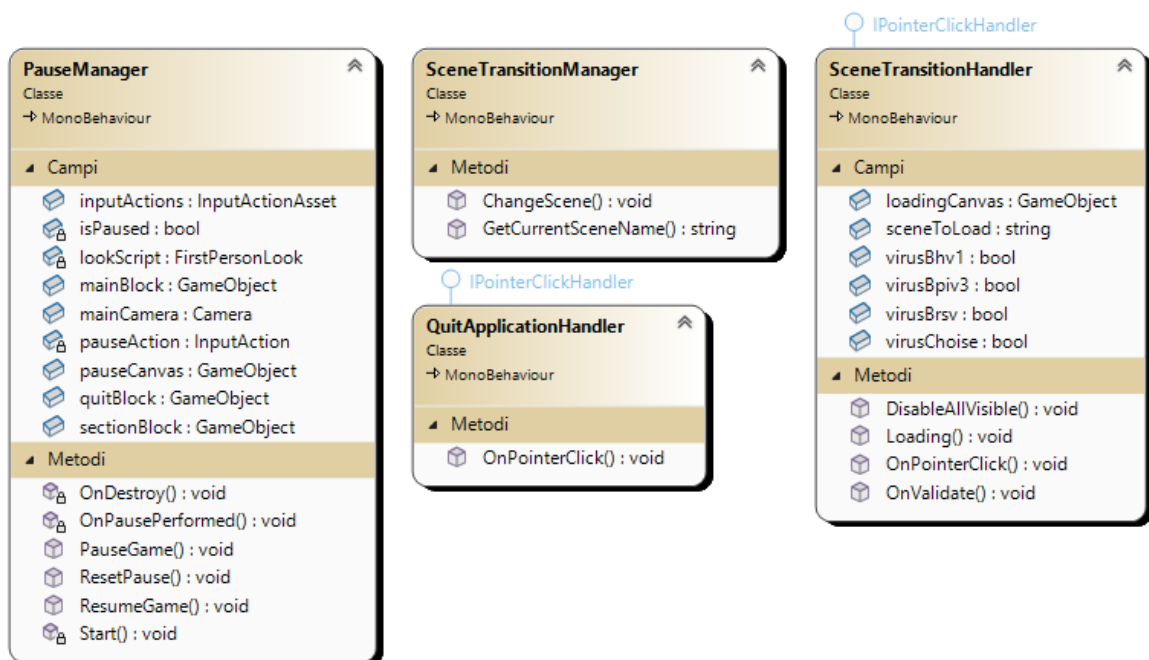 PauseManager
Classe
MonoBehaviour
Campi
inputActions : InputActionAsset
isPaused : bool
lookScript : FirstPersonLook
mainBlock : GameObject
mainCamera : Camera
pauseAction : InputAction
pauseCanvas : GameObject
quitBlock : GameObject
sectionBlock : GameObject
Metodi
OnDestroy() : void
OnPausePerformed() : void
PauseGame() : void
ResetPause() : void
ResumeGame() : void
Start() : void
SceneTransitionManager
Classe
MonoBehaviour
Metodi
ChangeScene() : void
GetCurrentSceneName() : string
IPointerClickHandler
QuitApplicationHandler
Classe
MonoBehaviour
Metodi
OnPointerClick() : void
IPointerClickHandler
SceneTransitionHandler
Classe
MonoBehaviour
Campi
loadingCanvas : GameObject
sceneToLoad : string
virusBhv1 : bool
virusBpiv3 : bool
virusBrsv : bool
virusChoise : bool
Metodi
DisableAllVisible() : void
Loading() : void
OnPointerClick() : void
OnValidate() : void